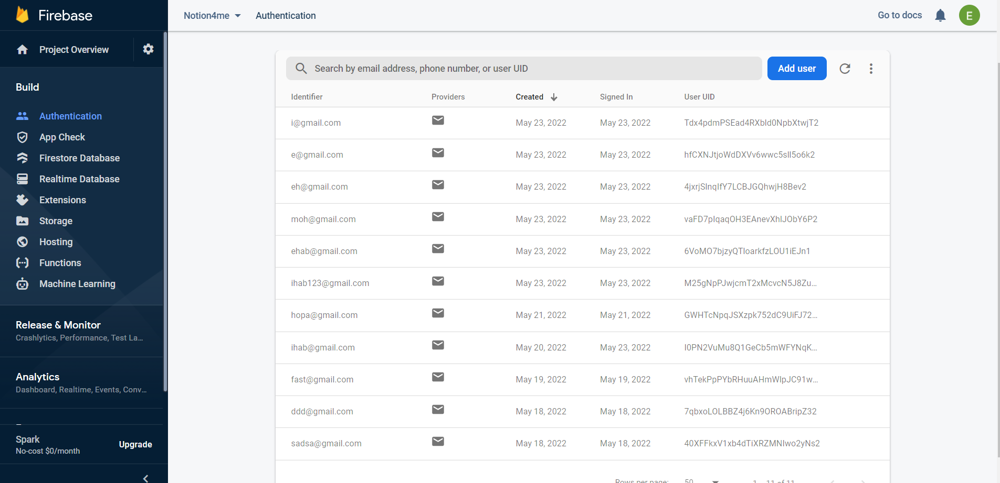 Firebase
Notion4me Authentication
Go to docs
E
Project Overview
Build
Authentication
App Check
Firestore Database
Realtime Database
Extensions
Storage
Hosting
Functions
Machine Learning
Release & Monitor
Crashlytics, Performance, Test La...
Analytics
Dashboard, Realtime, Events, Conv...
Spark
No-cost $0/month
Upgrade
Search by email address, phone number, or user UID
Add user
Identifier Providers Created Signed In User UID
i@gmail.com May 23, 2022 May 23, 2022 Tdx4pdmPSEad4RXbld0NpbXtwjT2
e@gmail.com May 23, 2022 May 23, 2022 hfCXNJtjoWdDXVv6wwc5sIl5o6k2
eh@gmail.com May 23, 2022 May 23, 2022 4jxrjSlnqIfY7LCBJGQhwjH8Bev2
moh@gmail.com May 23, 2022 May 23, 2022 vaFD7pIqaqOH3EAnevXhlJObY6P2
ehab@gmail.com May 23, 2022 May 23, 2022 6VoMO7bjzyQTloarkfzLOU1iEJn1
ihab123@gmail.com May 23, 2022 May 23, 2022 M25gNpPJwjcmT2xMcvcN5J8Zu...
hopa@gmail.com May 21, 2022 May 21, 2022 GWHTcNpqJSXzpk752dC9UiFJ72...
ihab@gmail.com May 20, 2022 May 23, 2022 I0PN2VuMu8Q1GeCb5mWFYNqK...
fast@gmail.com May 19, 2022 May 19, 2022 vhTekPpPYbRHuuAHmWlpJC91w...
ddd@gmail.com May 18, 2022 May 18, 2022 7qbxoLOLBBZ4j6Kn9OROABripZ32
sadsa@gmail.com May 18, 2022 May 18, 2022 40XFFkxV1xb4dTiXRZMNIwo2yNs2
Rows per page: 50 1 – 11 of 11